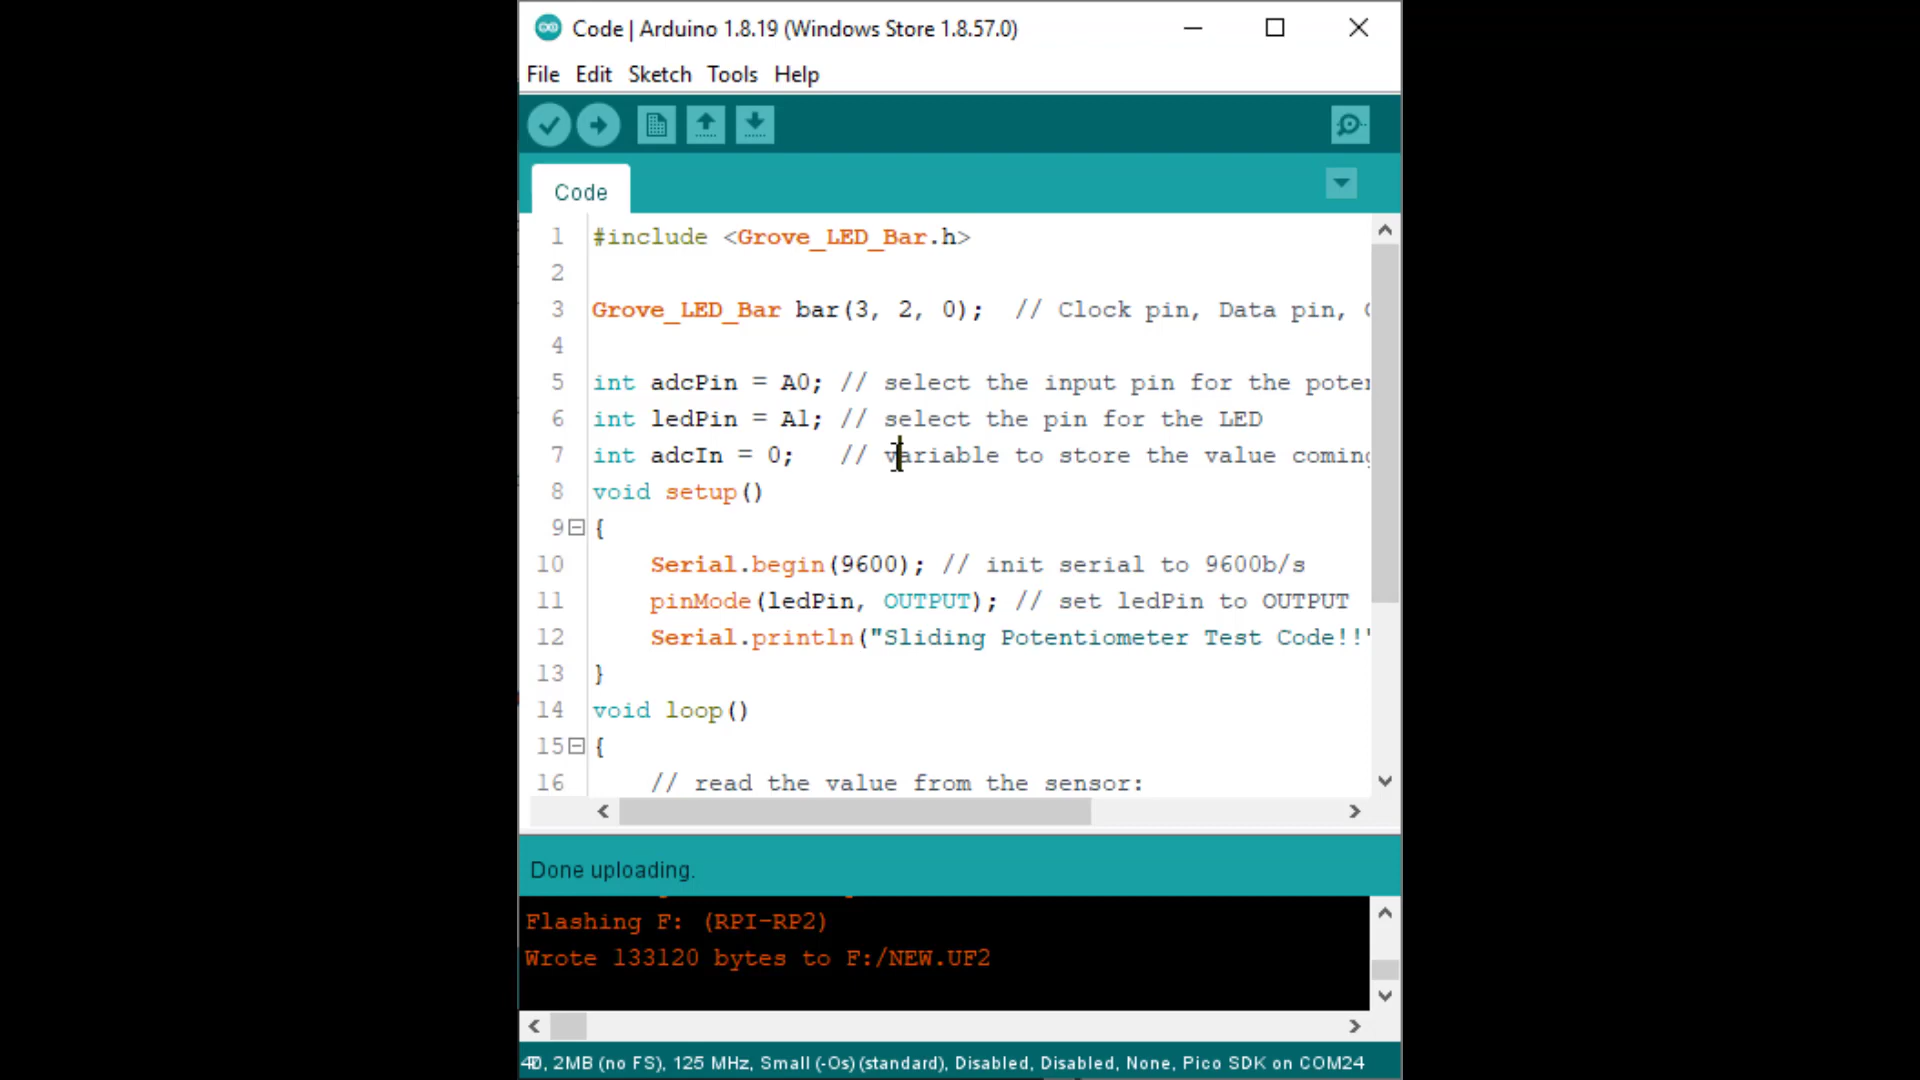 Code | Arduino 1.8.19 (Windows Store 1.8.57.0)
File Edit Sketch Tools Help
Code
1 #include <Grove_LED_Bar.h>
2
3 Grove_LED_Bar bar(3, 2, 0);  // Clock pin, Data pin,
4
5 int adcPin = A0; // select the input pin for the
6 int ledPin = A1; // select the pin for the LED
7 int adcIn = 0;   // variable to store the value coming
8 void setup()
9 {
10 Serial.begin(9600); // init serial to 9600b/s
11 pinMode(ledPin, OUTPUT); // set ledPin to OUTPUT
12 Serial.println("Sliding Potentiometer Test Code!!"
13 }
14 void loop()
15 {
16 // read the value from the sensor:
Done uploading.
Flashing F: (RPI-RP2)
Wrote 133120 bytes to F:/NEW.UF2
2MB (no FS), 125 MHz, Small (-Os) (standard), Disabled, Disabled, None, Pico SDK on COM24